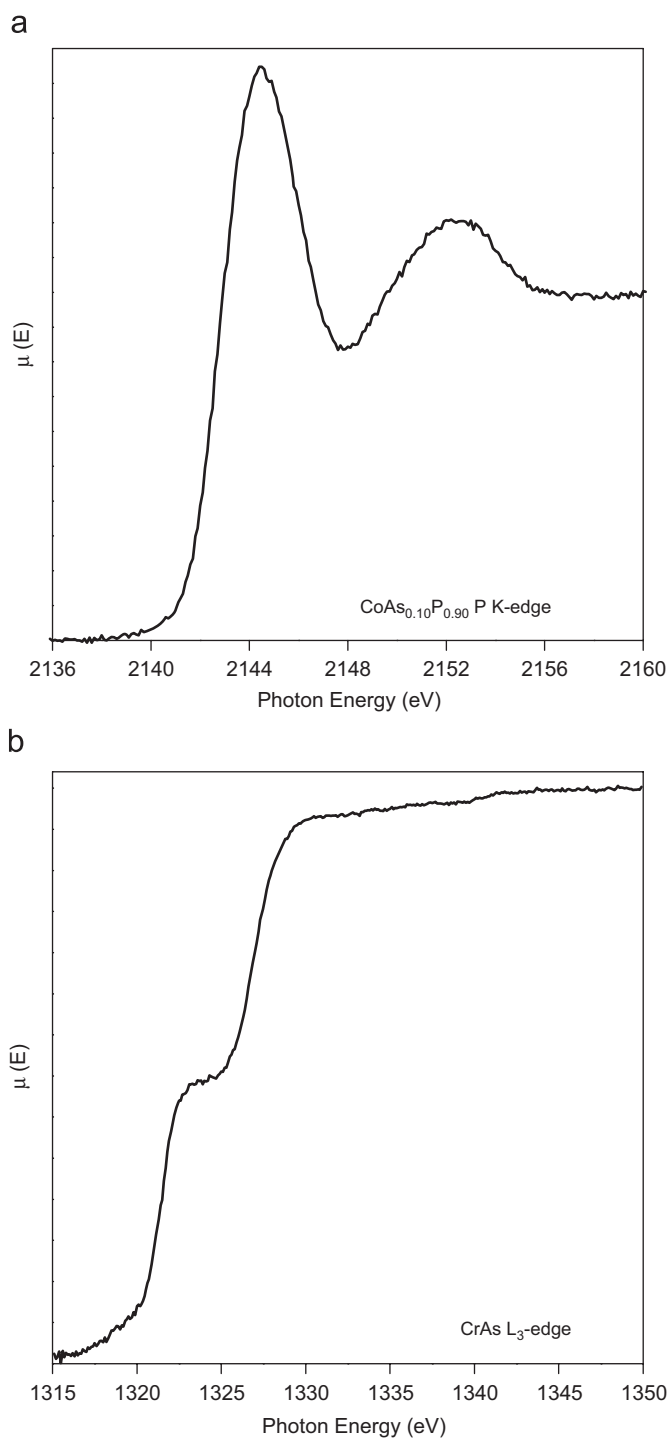 a
μ (E)
CoAs0.10P0.90 P K-edge
2136 2140 2144 2148 2152 2156 2160
Photon Energy (eV)
b
μ (E)
CrAs L3-edge
1315 1320 1325 1330 1335 1340 1345 1350
Photon Energy (eV)